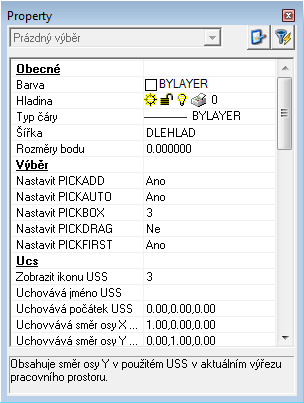 Property
Prázdný výběr
Obecné
Barva BYLAYER
Hladina 0
Typ čáry BYLAYER
Šířka DLEHLAD
Rozměry bodu 0.000000
Výběr
Nastavit PICKADD Ano
Nastavit PICKAUTO Ano
Nastavit PICKBOX 3
Nastavit PICKDRAG Ne
Nastavit PICKFIRST Ano
Ucs
Zobrazit ikonu USS 3
Uchovává jméno USS
Uchovává počátek USS 0.00,0.00,0.00
Uchovvává směr osy X ... 1.00,0.00,0.00
Uchovvává směr osy Y ... 0.00,1.00,0.00
Obsahuje směr osy Y v použitém USS v aktuálním výřezu
pracovního prostoru.